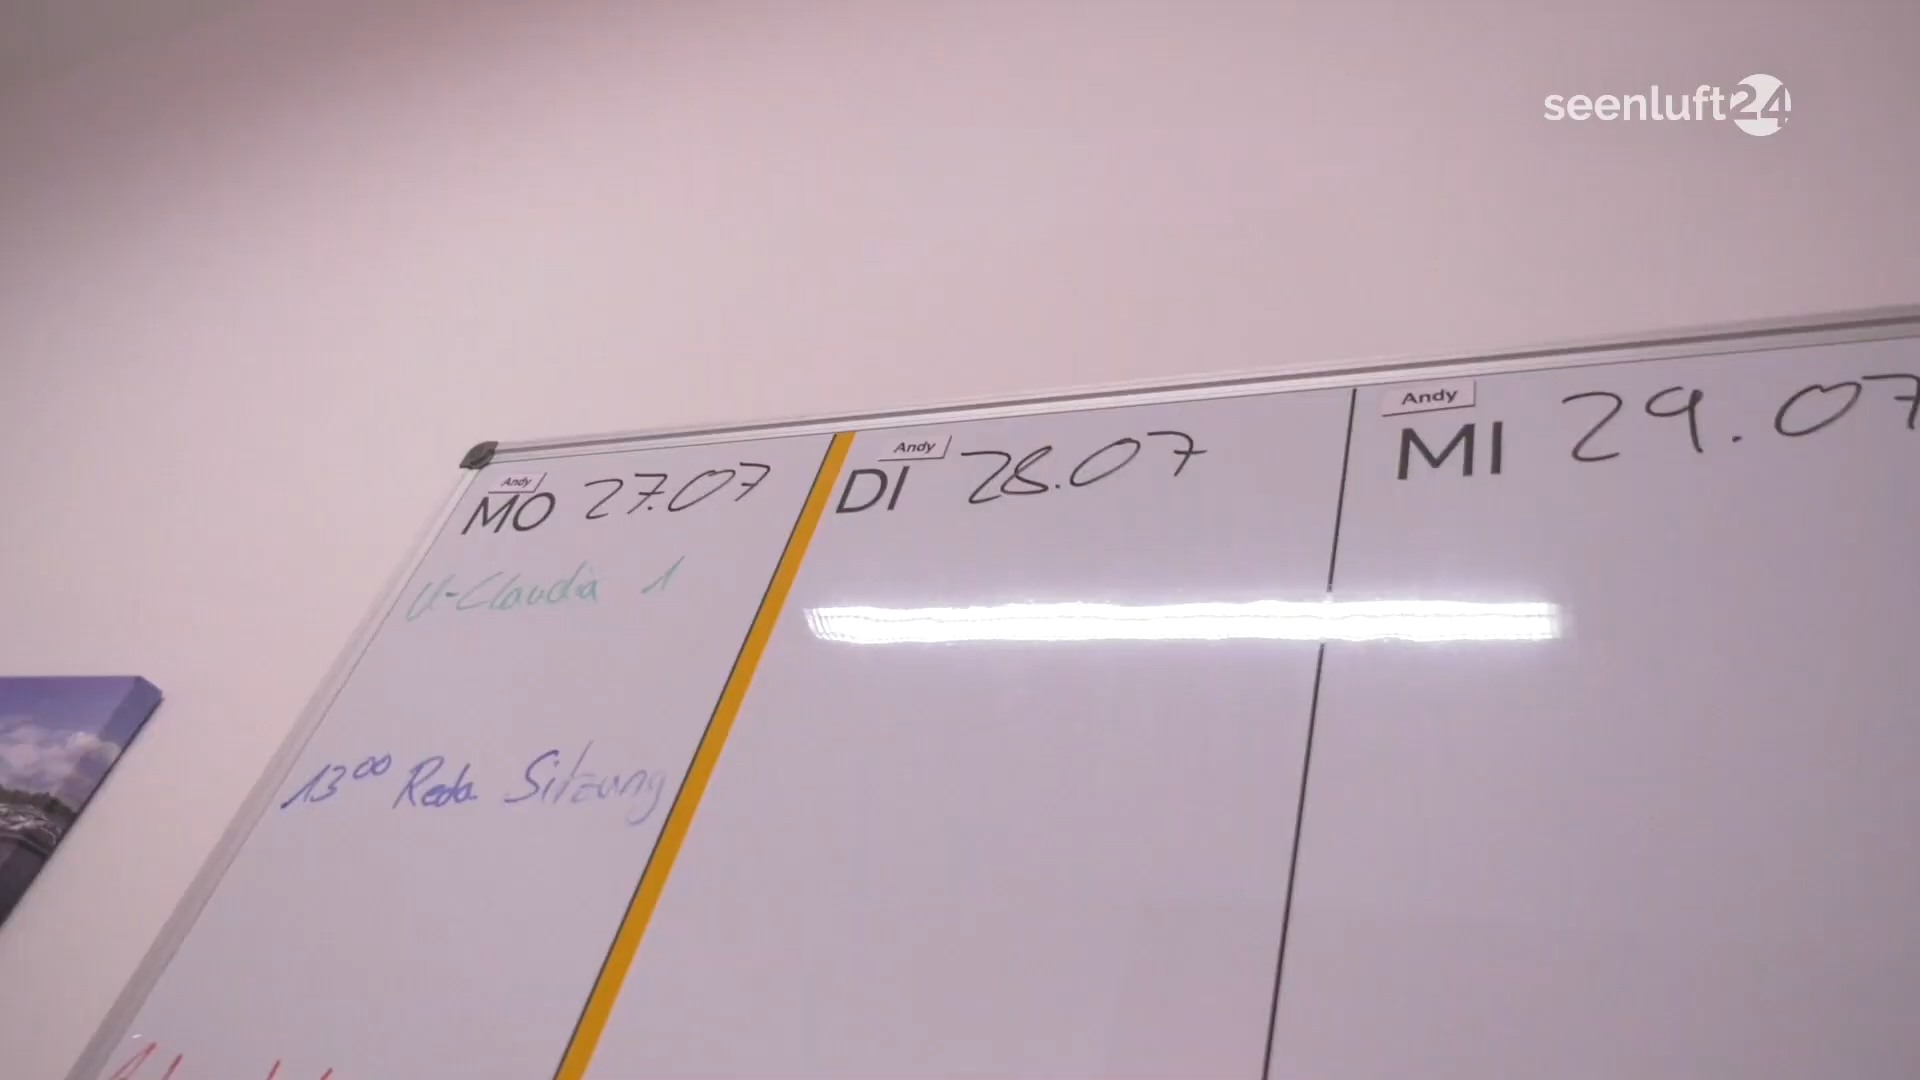 seenluft24
Andy
MO 27.07
Andy
DI 28.07
Andy
MI 29.07
U-Claudia 1
13⁰⁰ Reda Sitzung